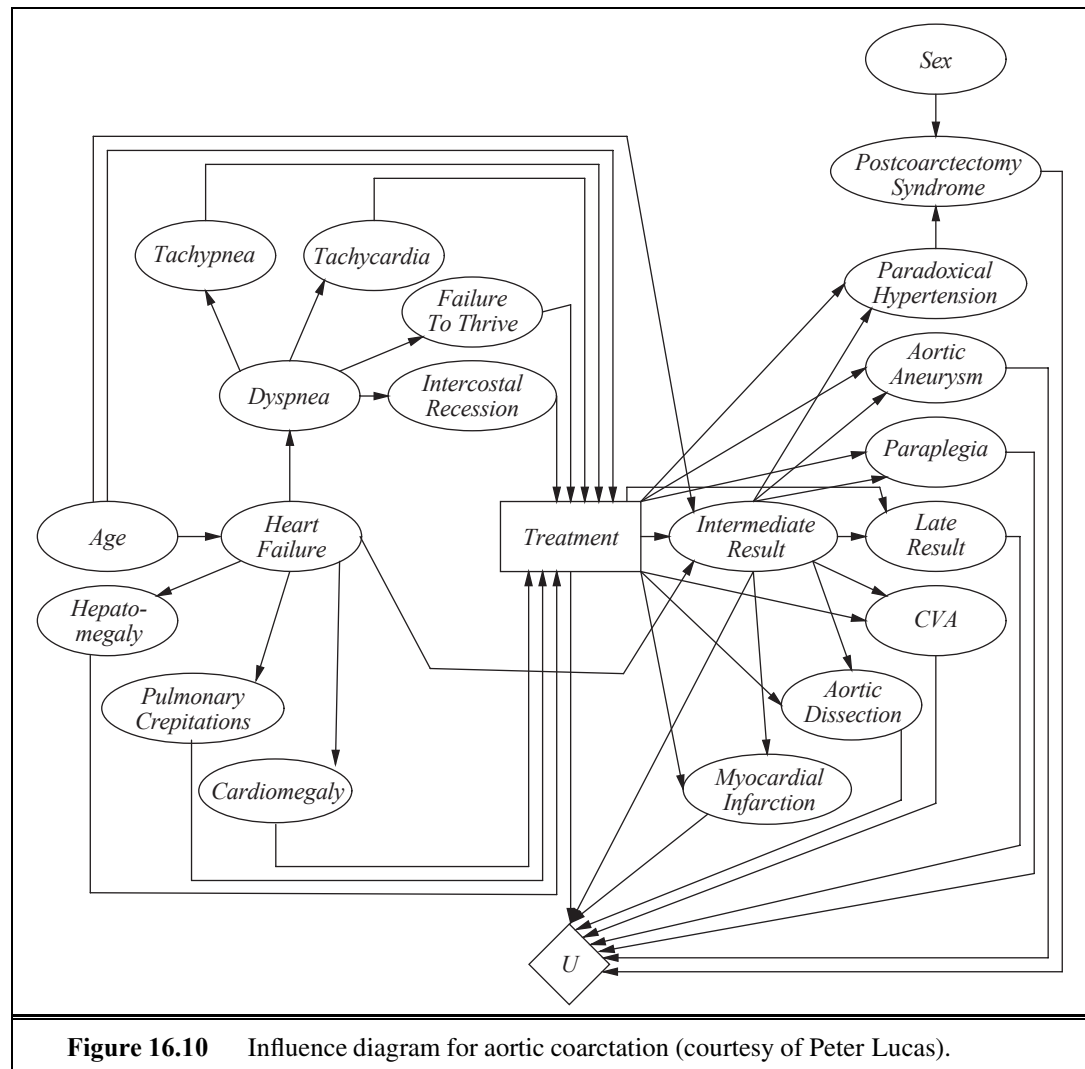 Sex
Postcoarctectomy
Syndrome
Tachypnea
Tachycardia
Paradoxical
Hypertension
Failure
To Thrive
Aortic
Aneurysm
Dyspnea
Intercostal
Recession
Paraplegia
Age
Heart
Failure
Treatment
Intermediate
Result
Late
Result
Hepato-
megaly
CVA
Pulmonary
Crepitations
Aortic
Dissection
Cardiomegaly
Myocardial
Infarction
U
Figure 16.10 Influence diagram for aortic coarctation (courtesy of Peter Lucas).